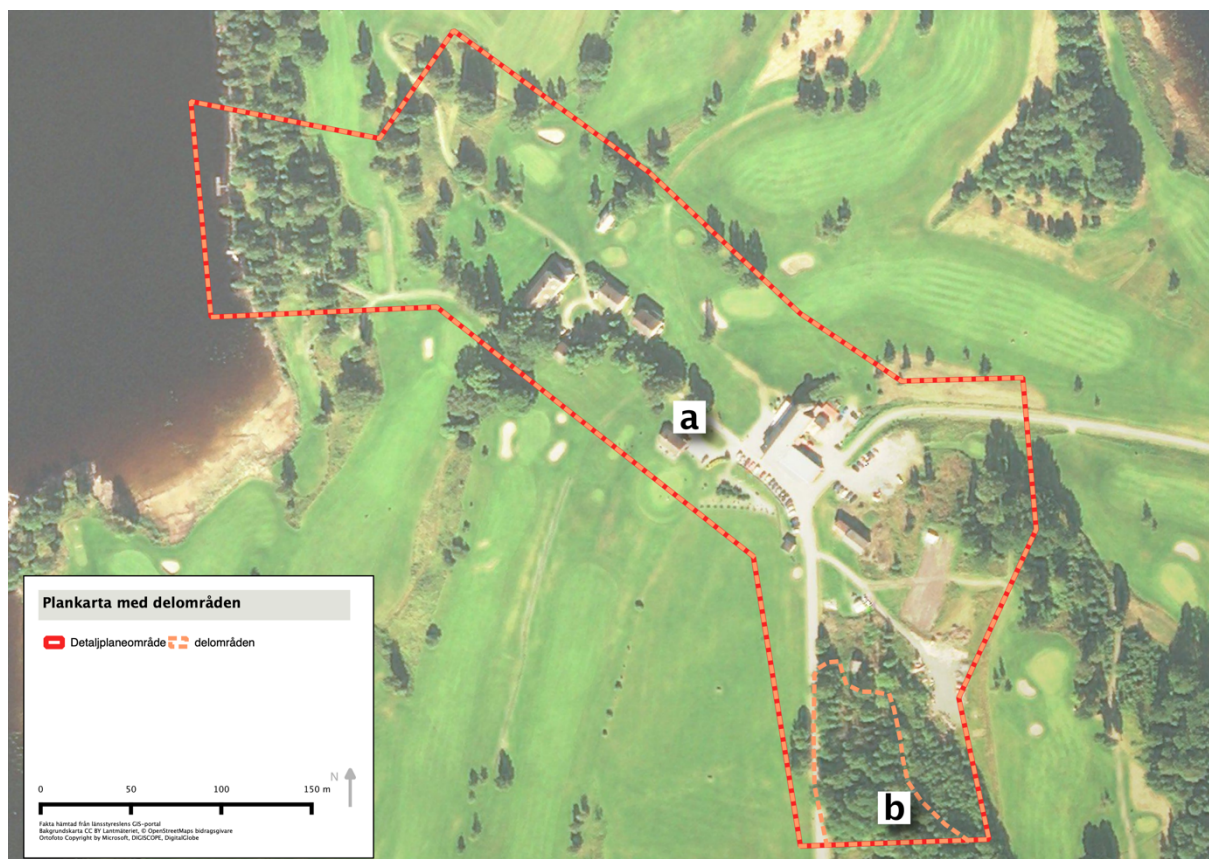 a
b
Plankarta med delområden
Detaljplaneområde delområden
0 50 100 150 m
N
Fakta hämtad från länsstyreslens GIS-portal
Bakgrundskarta CC BY Lantmäteriet, © OpenStreetMaps bidragsgivare
Ortofoto Copyright by Microsoft, DIGISCOPE, DigitalGlobe